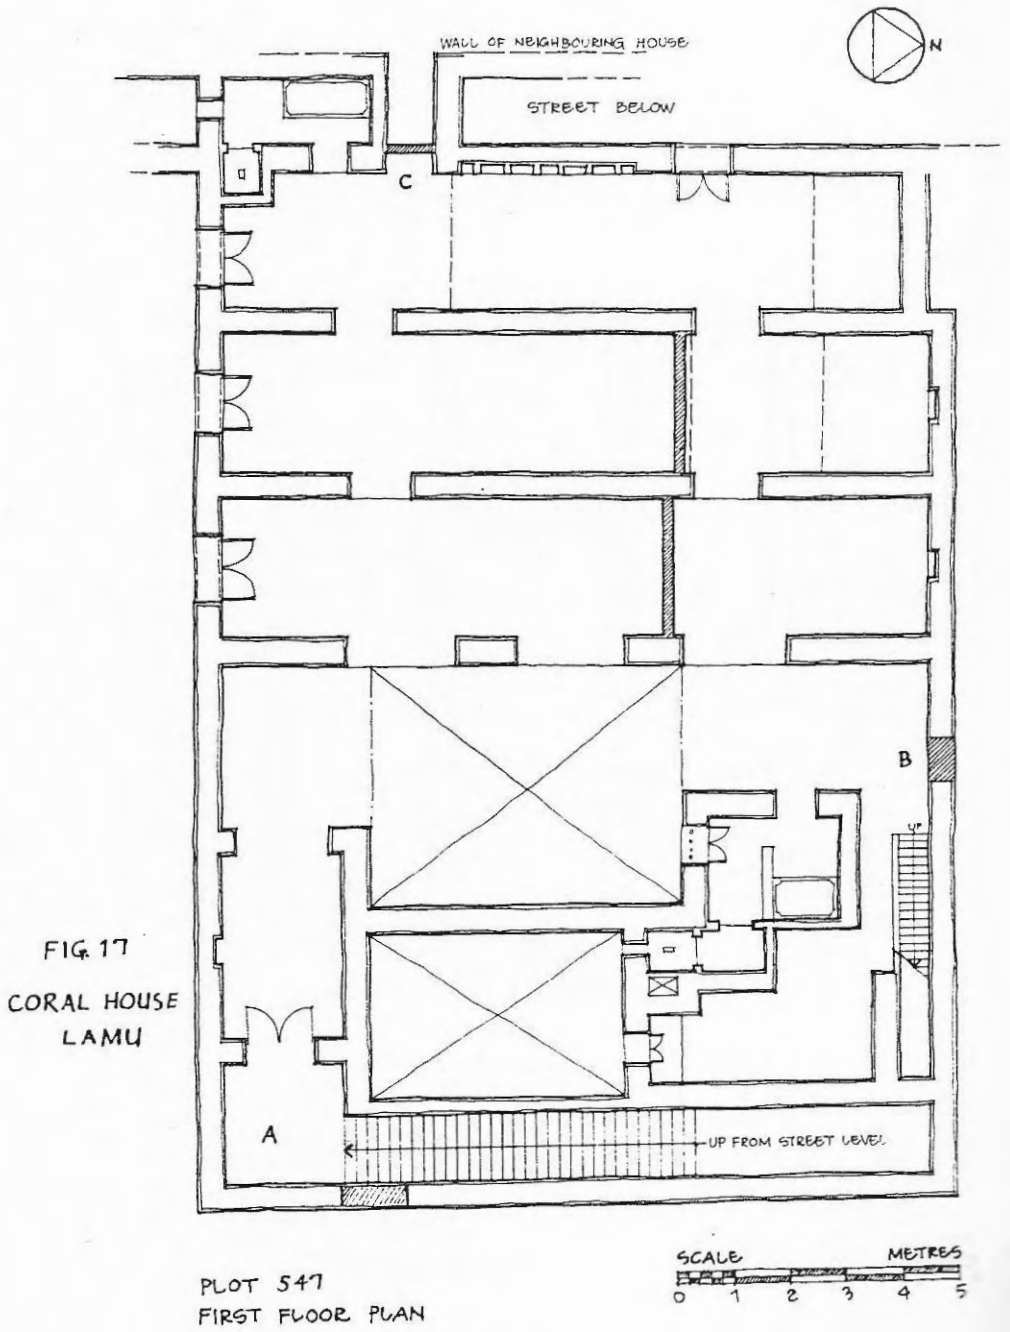 WALL OF NEIGHBOURING HOUSE
N
STREET BELOW
C
B
UP
FIG. 17
CORAL HOUSE
LAMU
A
UP FROM STREET LEVEL
PLOT 547
FIRST FLOOR PLAN
SCALE METRES
0 1 2 3 4 5